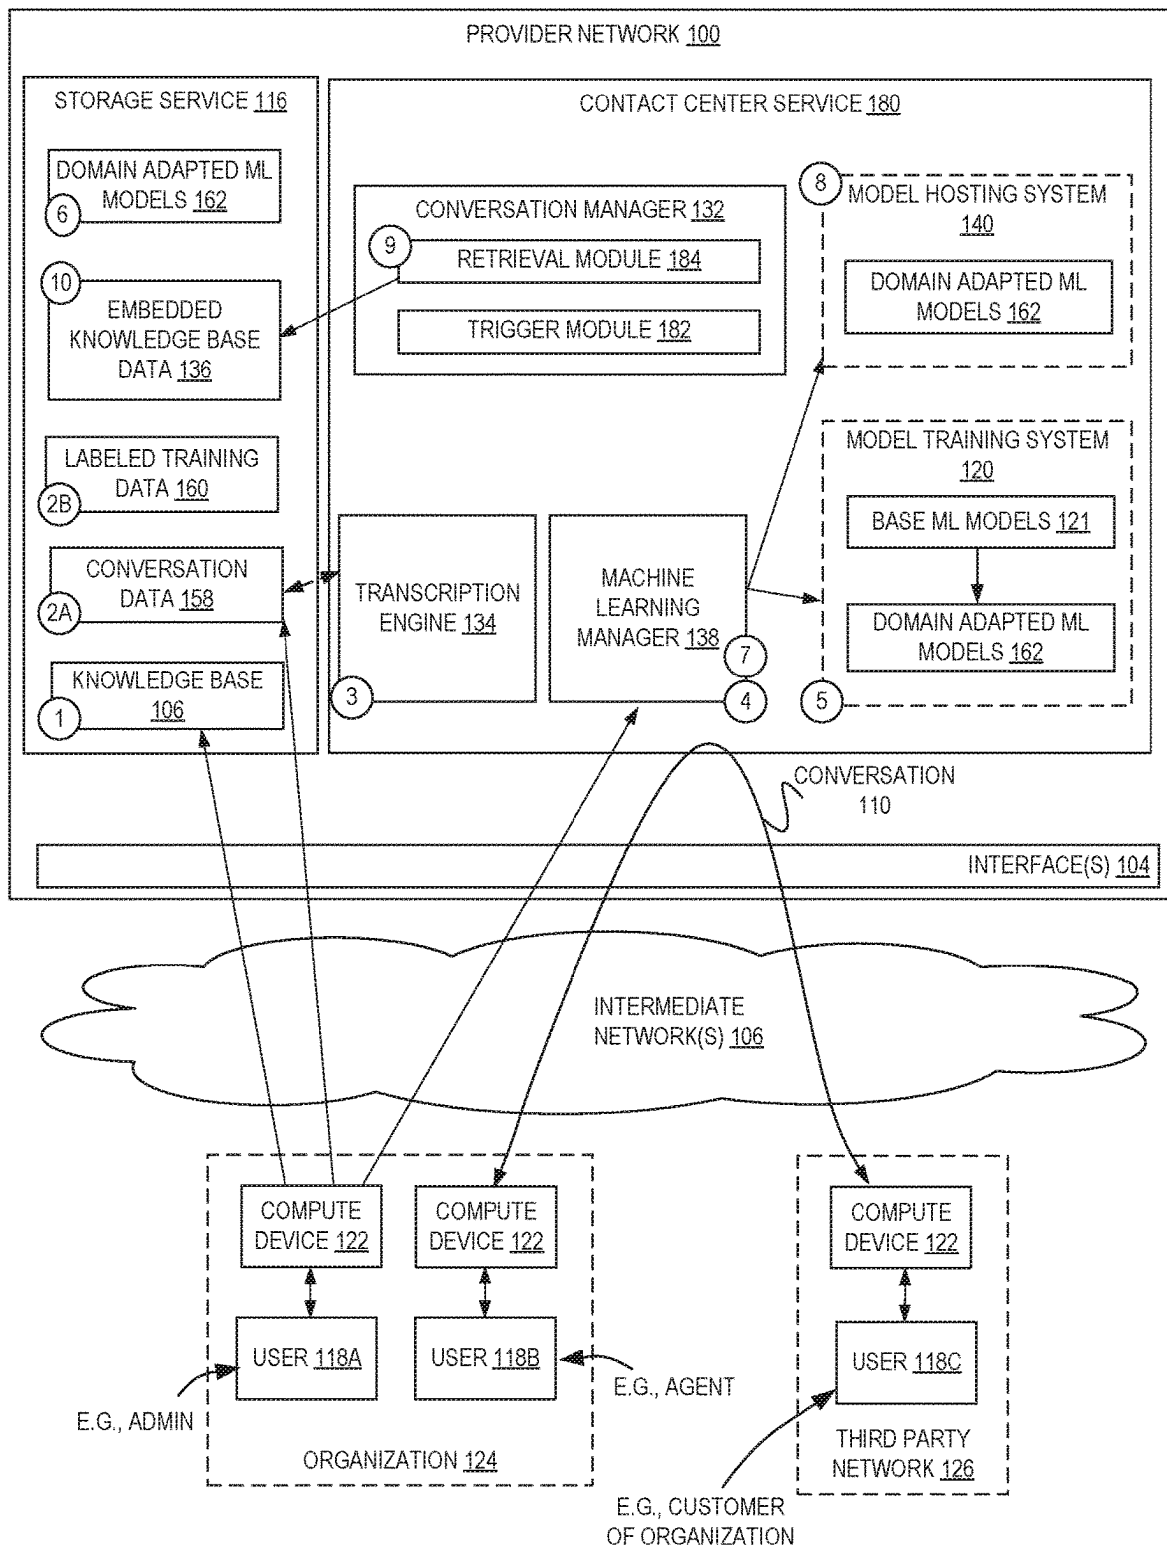 PROVIDER NETWORK 100
STORAGE SERVICE 116
DOMAIN ADAPTED ML
MODELS 162
6
10
EMBEDDED
KNOWLEDGE BASE
DATA 136
LABELED TRAINING
DATA 160
2B
CONVERSATION
DATA 158
2A
KNOWLEDGE BASE
106
1
CONTACT CENTER SERVICE 180
CONVERSATION MANAGER 132
9
RETRIEVAL MODULE 184
TRIGGER MODULE 182
8
MODEL HOSTING SYSTEM
140
DOMAIN ADAPTED ML
MODELS 162
MODEL TRAINING SYSTEM
120
BASE ML MODELS 121
DOMAIN ADAPTED ML
MODELS 162
5
TRANSCRIPTION
ENGINE 134
3
MACHINE
LEARNING
MANAGER 138
7
4
CONVERSATION
110
INTERFACE(S) 104
INTERMEDIATE
NETWORK(S) 106
COMPUTE
DEVICE 122
COMPUTE
DEVICE 122
COMPUTE
DEVICE 122
USER 118A
USER 118B
USER 118C
E.G., ADMIN
E.G., AGENT
ORGANIZATION 124
THIRD PARTY
NETWORK 126
E.G., CUSTOMER
OF ORGANIZATION